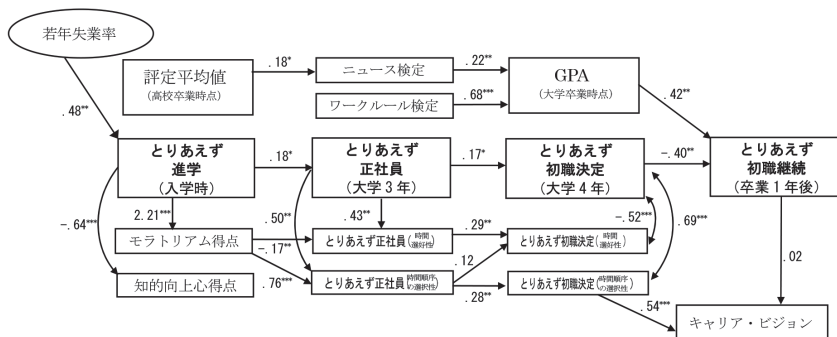 若年失業率
評定平均値
(高校卒業時点)
.18*
ニュース検定
.22**
GPA
(大学卒業時点)
ワークルール検定
.68***
.42**
.48**
とりあえず
進学
(入学時)
.18*
とりあえず
正社員
(大学3年)
.17*
とりあえず
初職決定
(大学4年)
-.40**
とりあえず
初職継続
(卒業1年後)
-.64***
2.21***
.50**
.43**
-.52***
.69***
モラトリアム得点
-.17**
とりあえず正社員(時間選好性)
.29**
とりあえず初職決定(時間選好性)
.12
.02
知的向上心得点
.76***
とりあえず正社員(時間順序の選択性)
.28**
とりあえず初職決定(時間順序の選択性)
.54***
キャリア・ビジョン